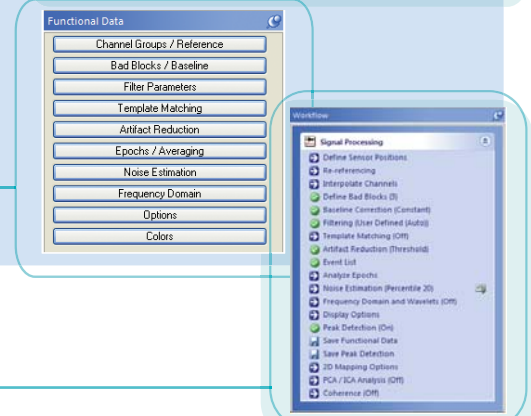 Functional Data
Channel Groups / Reference
Bad Blocks / Baseline
Filter Parameters
Template Matching
Artifact Reduction
Epochs / Averaging
Noise Estimation
Frequency Domain
Options
Colors
Workflow
Signal Processing
Define Sensor Positions
Re-referencing
Interpolate Channels
Define Bad Blocks (3)
Baseline Correction (Constant)
Filtering (User Defined (Auto))
Template Matching (Off)
Artifact Reduction (Threshold)
Event List
Analyze Epochs
Noise Estimation (Percentile 20)
Frequency Domain and Wavelets (Off)
Display Options
Peak Detection (On)
Save Functional Data
Save Peak Detection
2D Mapping Options
PCA / ICA Analysis (Off)
Coherence (Off)